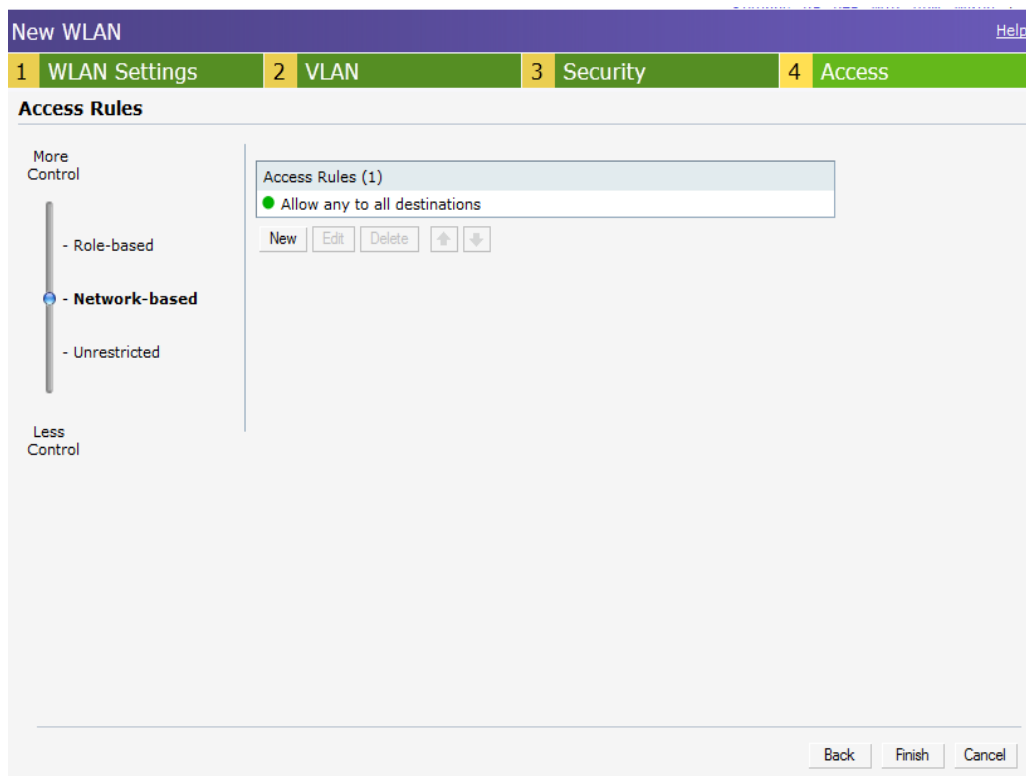 New WLAN
Help
1 WLAN Settings
2 VLAN
3 Security
4 Access
Access Rules
More
Control
- Role-based
- Network-based
- Unrestricted
Less
Control
Access Rules (1)
Allow any to all destinations
New Edit Delete
Back Finish Cancel